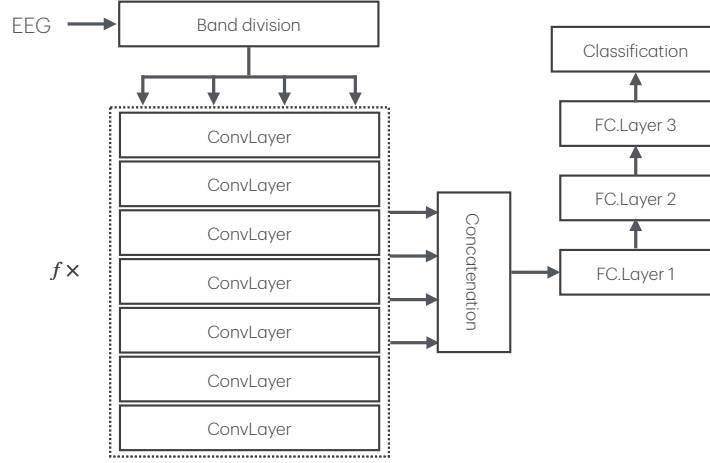 EEG
Band division
ConvLayer
ConvLayer
ConvLayer
ConvLayer
ConvLayer
ConvLayer
ConvLayer
f ×
Concatenation
Classification
FC.Layer 3
FC.Layer 2
FC.Layer 1